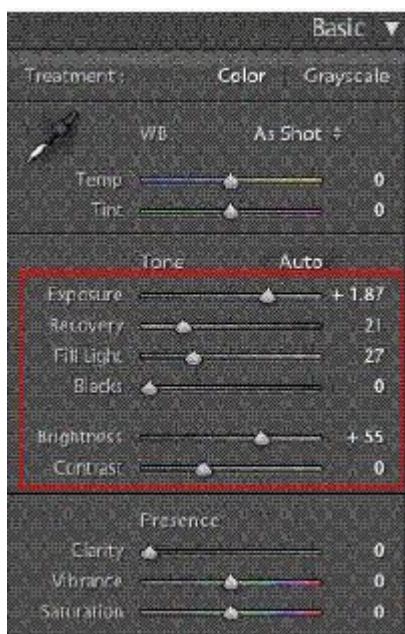 Basic
Treatment: Color Grayscale
WB As Shot
Temp 0
Tint 0
Tone Auto
Exposure + 1.87
Recovery 21
Fill Light 27
Blacks 0
Brightness + 55
Contrast 0
Presence
Clarity 0
Vibrance 0
Saturation 0